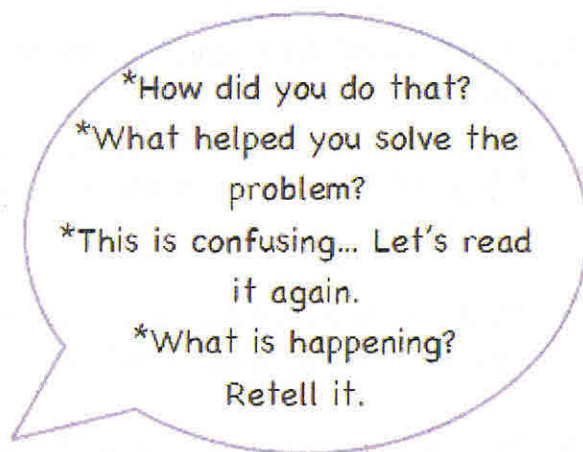 *How did you do that?
*What helped you solve the
problem?
*This is confusing... Let's read
it again.
*What is happening?
Retell it.